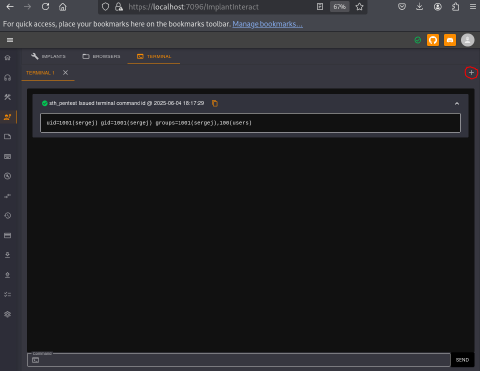 https://localhost:7096/ImplantInteract
67%
For quick access, place your bookmarks here on the bookmarks toolbar. Manage bookmarks...
IMPLANTS
BROWSERS
TERMINAL
TERMINAL 1
sth_pentest issued terminal command id @ 2025-06-04 18:17:29
uid=1001(sergej) gid=1001(sergej) groups=1001(sergej),100(users)
SEND